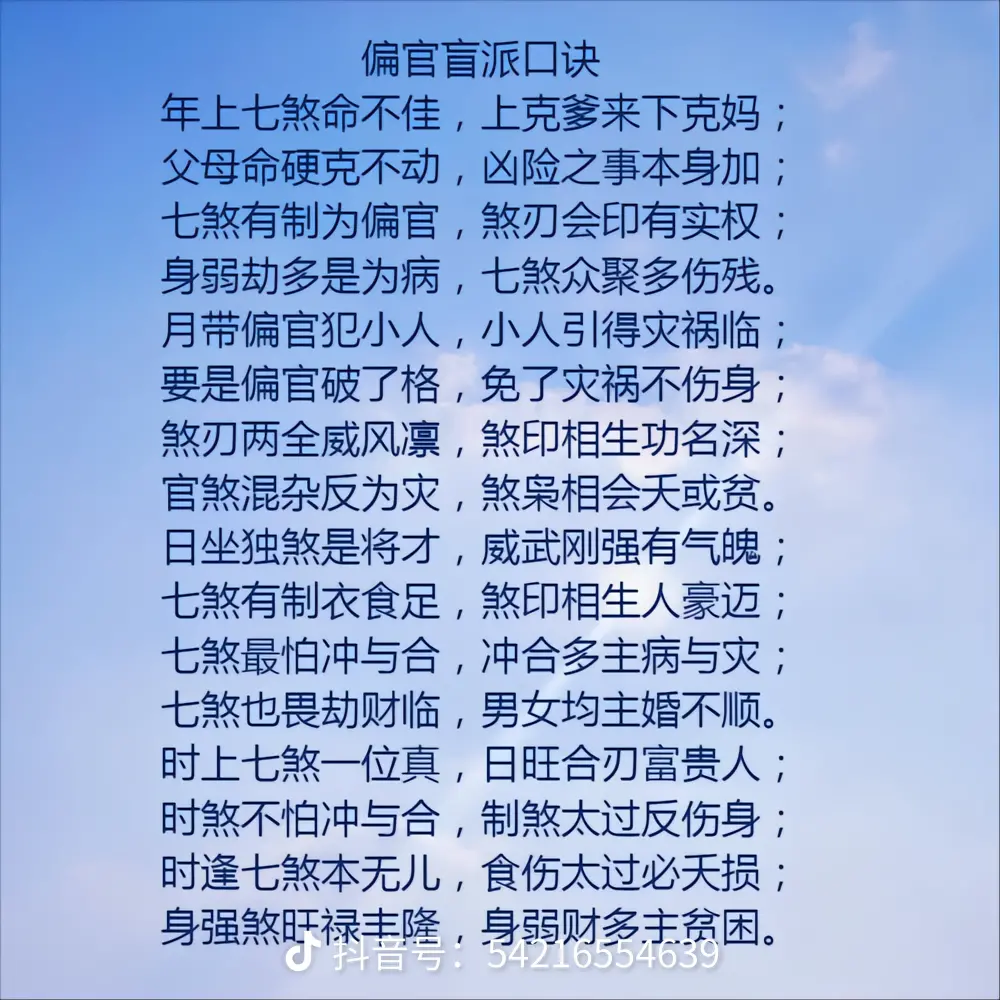 偏官盲派口诀
年上七煞命不佳，上克爹来下克妈；
父母命硬克不动，凶险之事本身加；
七煞有制为偏官，煞刃会印有实权；
身弱劫多是为病，七煞众聚多伤残。
月带偏官犯小人，小人引得灾祸临；
要是偏官破了格，免了灾祸不伤身；
煞刃两全威风凛，煞印相生功名深；
官煞混杂反为灾，煞枭相会夭或贫。
日坐独煞是将才，威武刚强有气魄；
七煞有制衣食足，煞印相生人豪迈；
七煞最怕冲与合，冲合多主病与灾；
七煞也畏劫财临，男女均主婚不顺。
时上七煞一位真，日旺合刃富贵人；
时煞不怕冲与合，制煞太过反伤身；
时逢七煞本无儿，食伤太过必夭损；
身强煞旺禄丰隆，身弱财多主贫困。
抖音号：54216554639